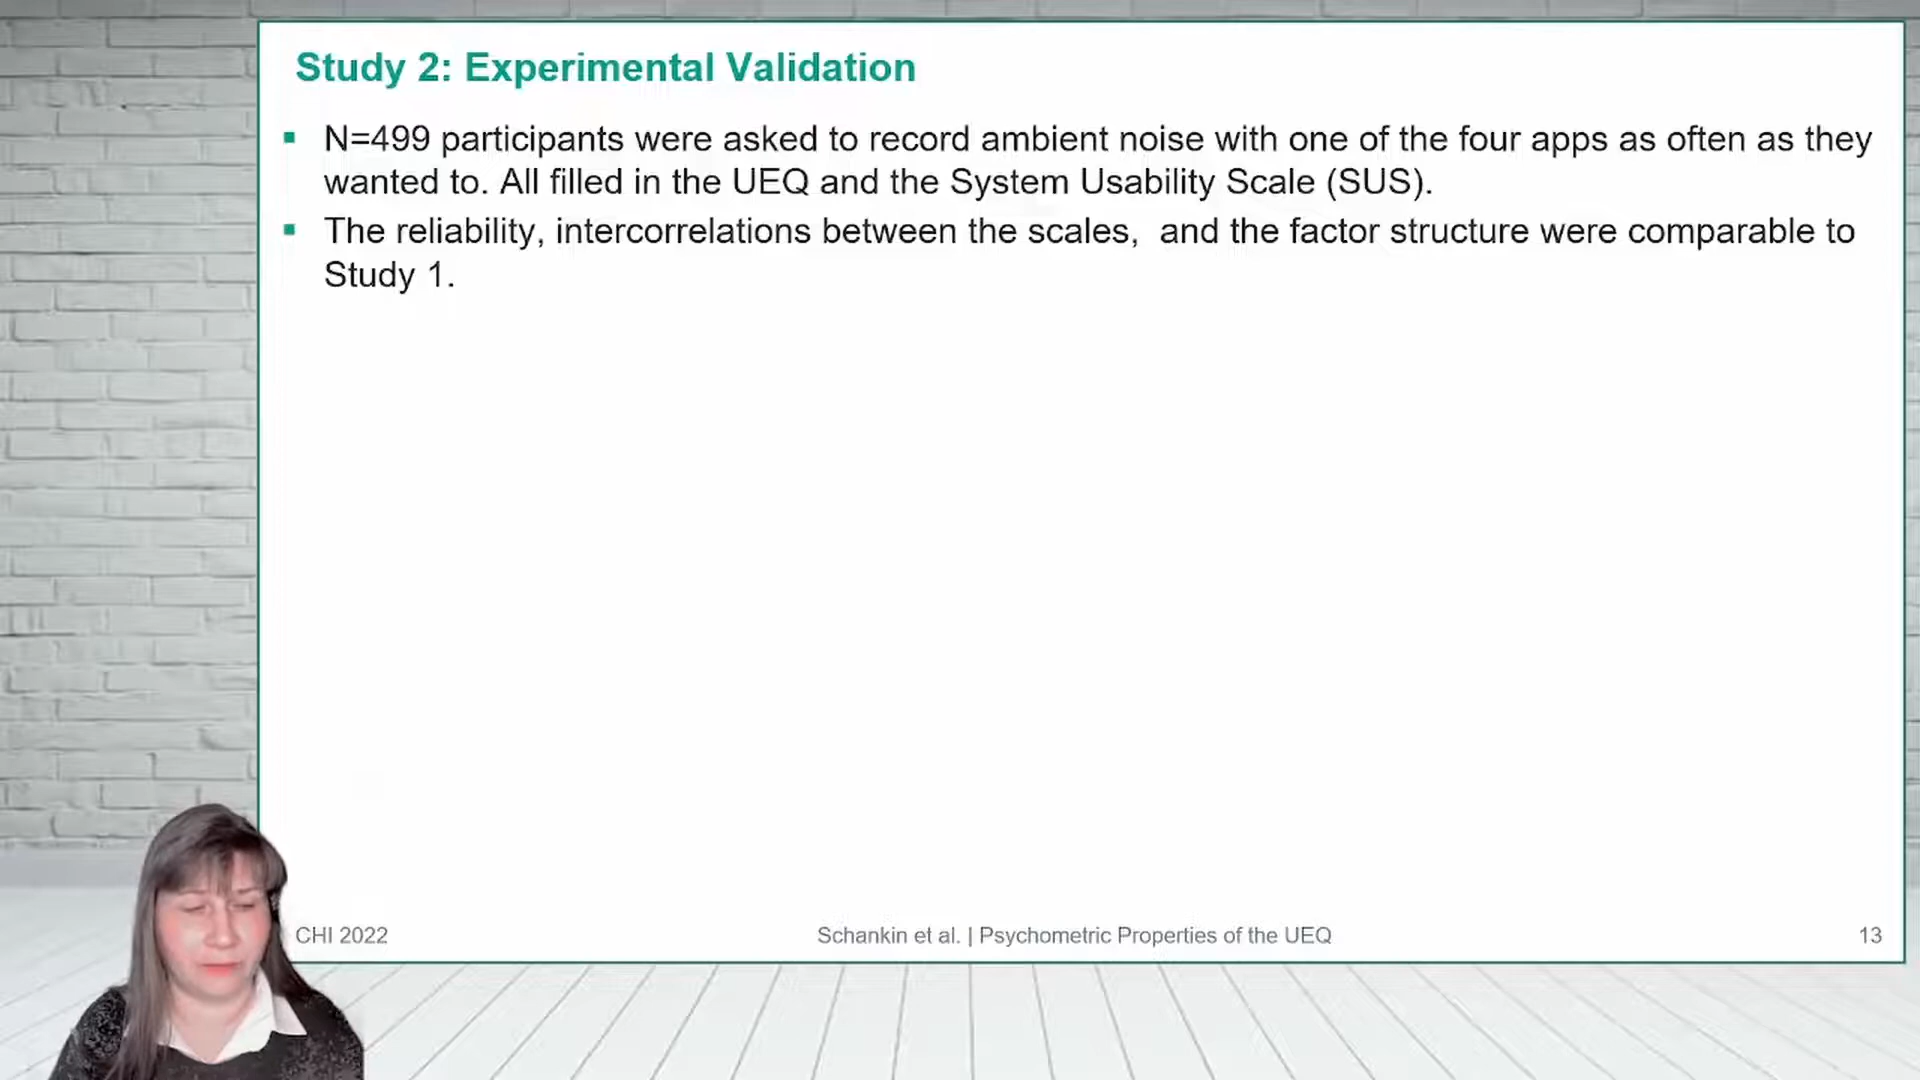 Study 2: Experimental Validation
N=499 participants were asked to record ambient noise with one of the four apps as often as they
wanted to. All filled in the UEQ and the System Usability Scale (SUS).
The reliability, intercorrelations between the scales,  and the factor structure were comparable to
Study 1.
CHI 2022
Schankin et al. | Psychometric Properties of the UEQ
13